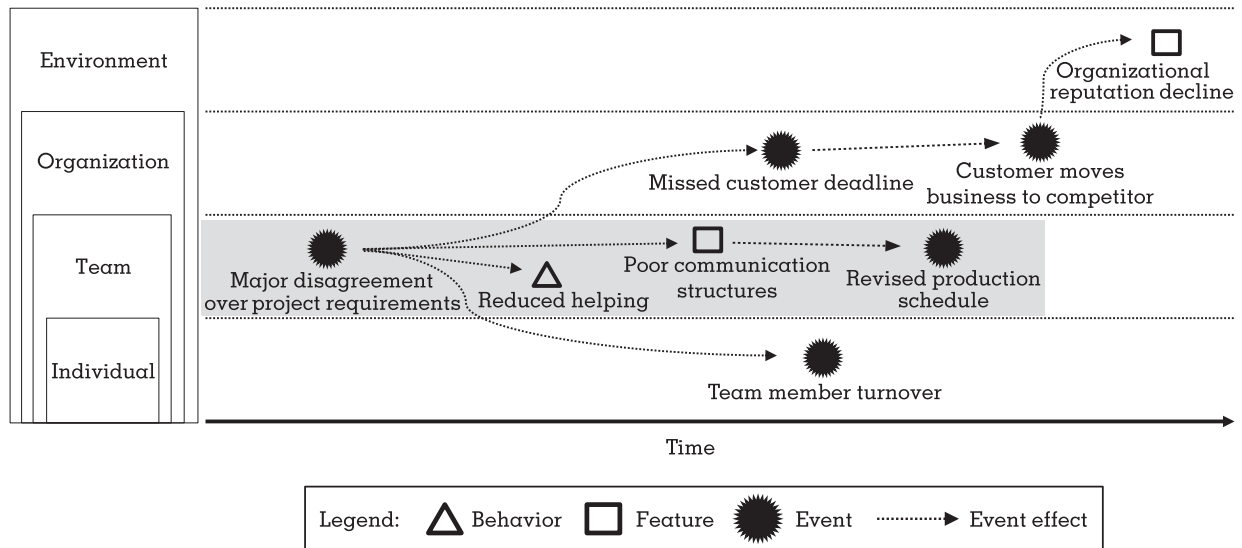 Environment
Organizational
reputation decline
Organization
Missed customer deadline
Customer moves
business to competitor
Team
Major disagreement
over project requirements
Reduced helping
Poor communication
structures
Revised production
schedule
Individual
Team member turnover
Time
Legend: Behavior Feature Event Event effect